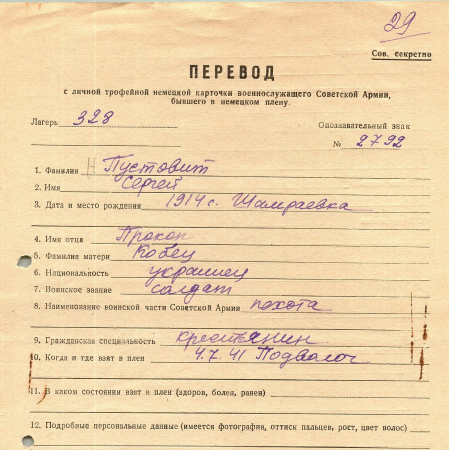 29
Сов. секретно
ПЕРЕВОД
с личной трофейной немецкой карточки военнослужащего Советской Армии,
бывшего в немецком плену.
Лагерь 328
Опознавательный знак
№ 2792
1. Фамилия Пустовит
2. Имя Сергей
3. Дата и место рождения 1914 с. Шамраевка
4. Имя отца Прокоп
5. Фамилия матери Кобец
6. Национальность украинец
7. Воинское звание солдат
8. Наименование воинской части Советской Армии пехота
9. Гражданская специальность крестьянин
10. Когда и где взят в плен 4.7.41 Подволоч
11. В каком состоянии взят в плен (здоров, болен, ранен)
12. Подробные персональные данные (имеется фотография, оттиск пальцев, рост, цвет волос)